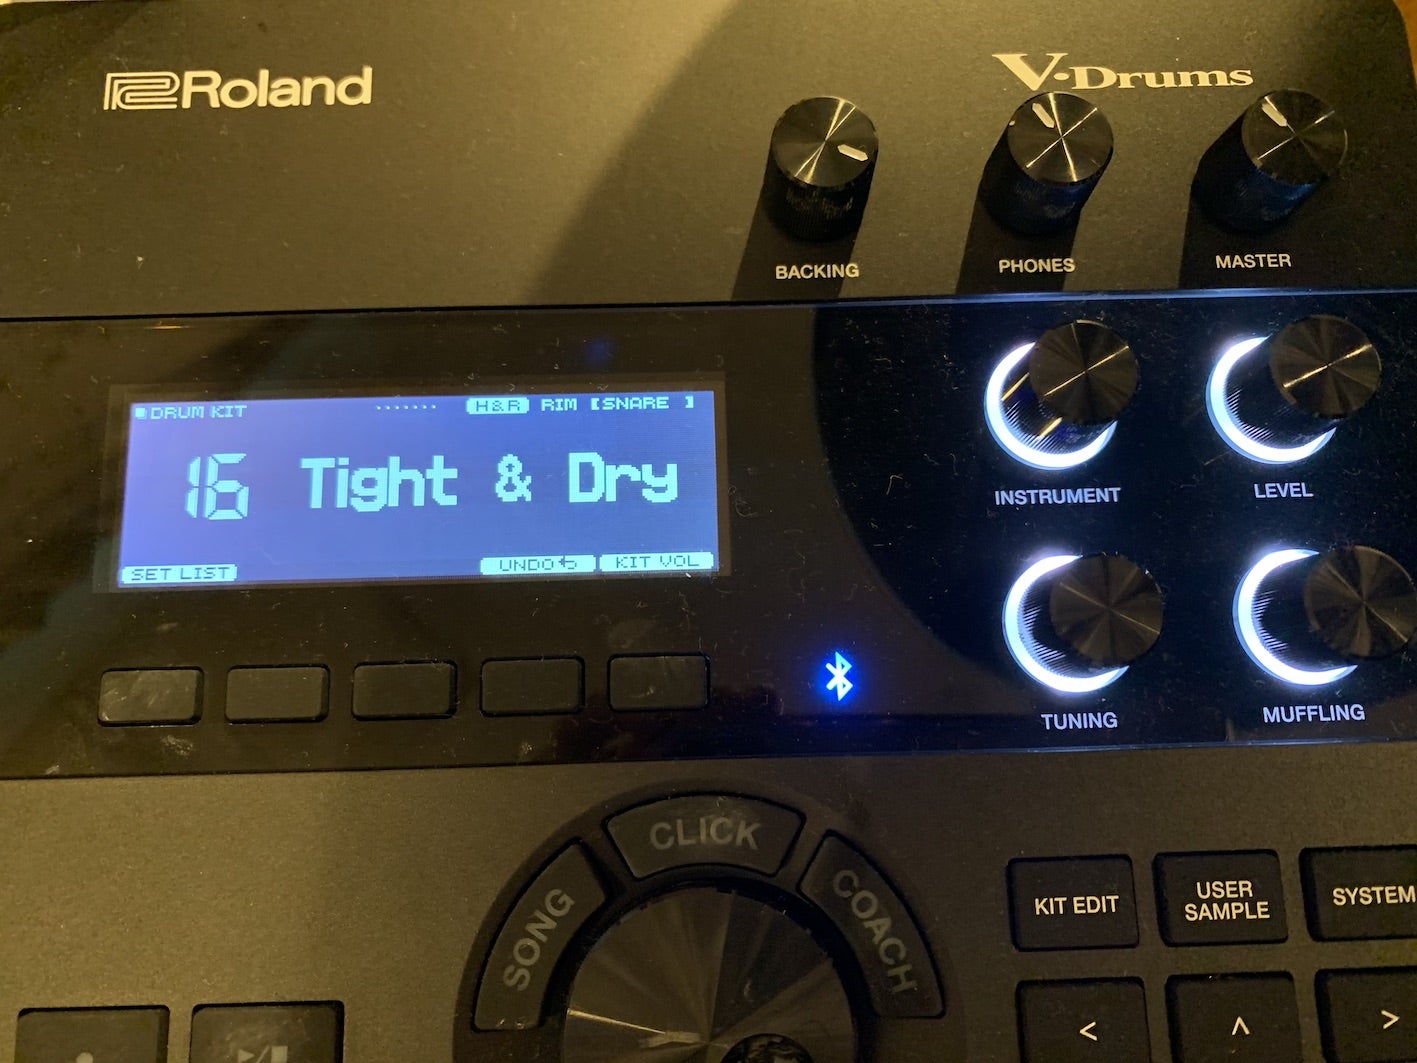 Roland
V-Drums
BACKING
PHONES
MASTER
DRUM KIT
H&R RIM [SNARE ]
16 Tight & Dry
SET LIST
UNDO
KIT VOL
INSTRUMENT
LEVEL
TUNING
MUFFLING
SONG
CLICK
COACH
KIT EDIT
USER
SAMPLE
SYSTEM